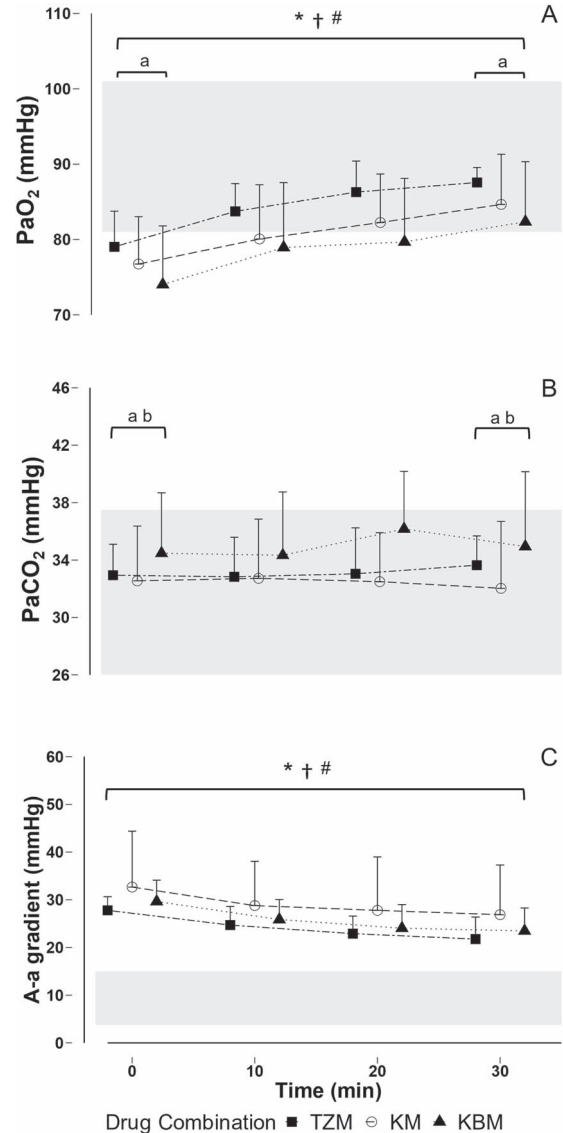 A
* † #
a a
PaO2 (mmHg)
110
100
90
80
70
B
a b a b
PaCO2 (mmHg)
46
42
38
34
32
26
C
* † #
A-a gradient (mmHg)
60
50
40
30
20
10
0
0 10 20 30
Time (min)
Drug Combination TZM KM KBM